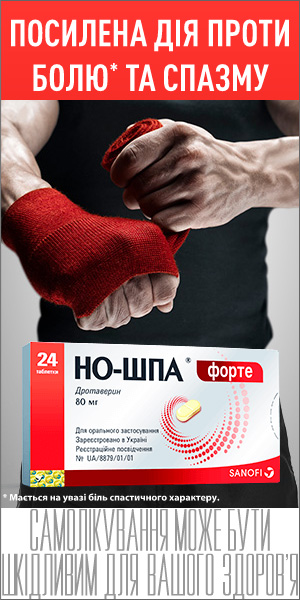 ПОСИЛЕНА ДІЯ ПРОТИ
БОЛЮ* ТА СПАЗМУ
24
таблетки
НО-ШПА® форте
Дротаверин
80 мг
Для орального застосування
Зареєстровано в Україні
Реєстраційне посвідчення
№ UA/8879/01/01
SANOFI
* Мається на увазі біль спастичного характеру.
САМОЛІКУВАННЯ МОЖЕ БУТИ
ШКІДЛИВИМ ДЛЯ ВАШОГО ЗДОРОВ'Я